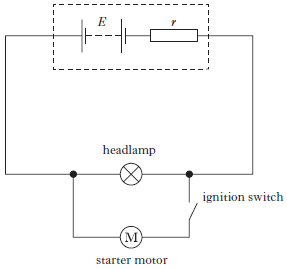 E r
headlamp
ignition switch
M
starter motor